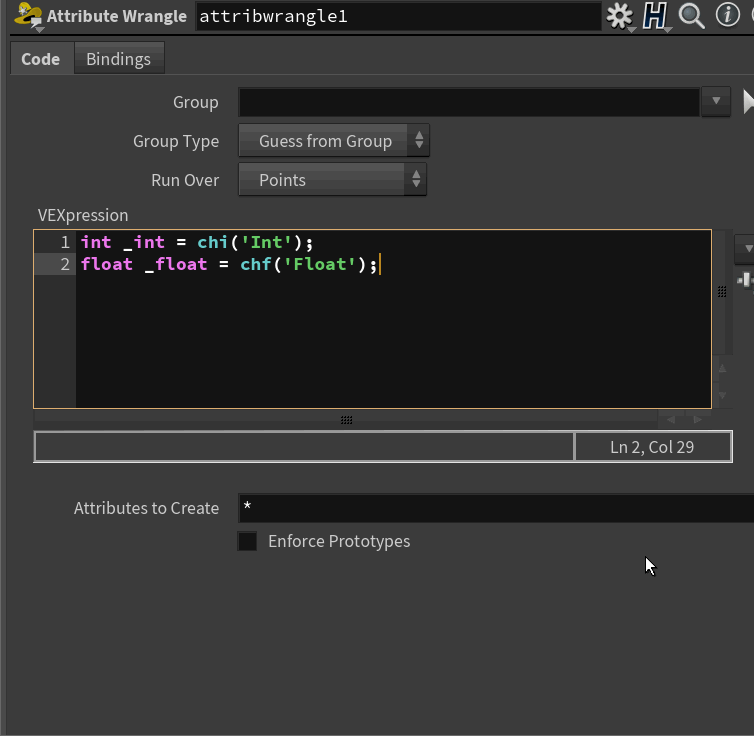 Attribute Wrangle attribwrangle1
Code Bindings
Group
Group Type Guess from Group
Run Over Points
VEXpression
1 int _int = chi('Int');
2 float _float = chf('Float');
Ln 2, Col 29
Attributes to Create *
Enforce Prototypes